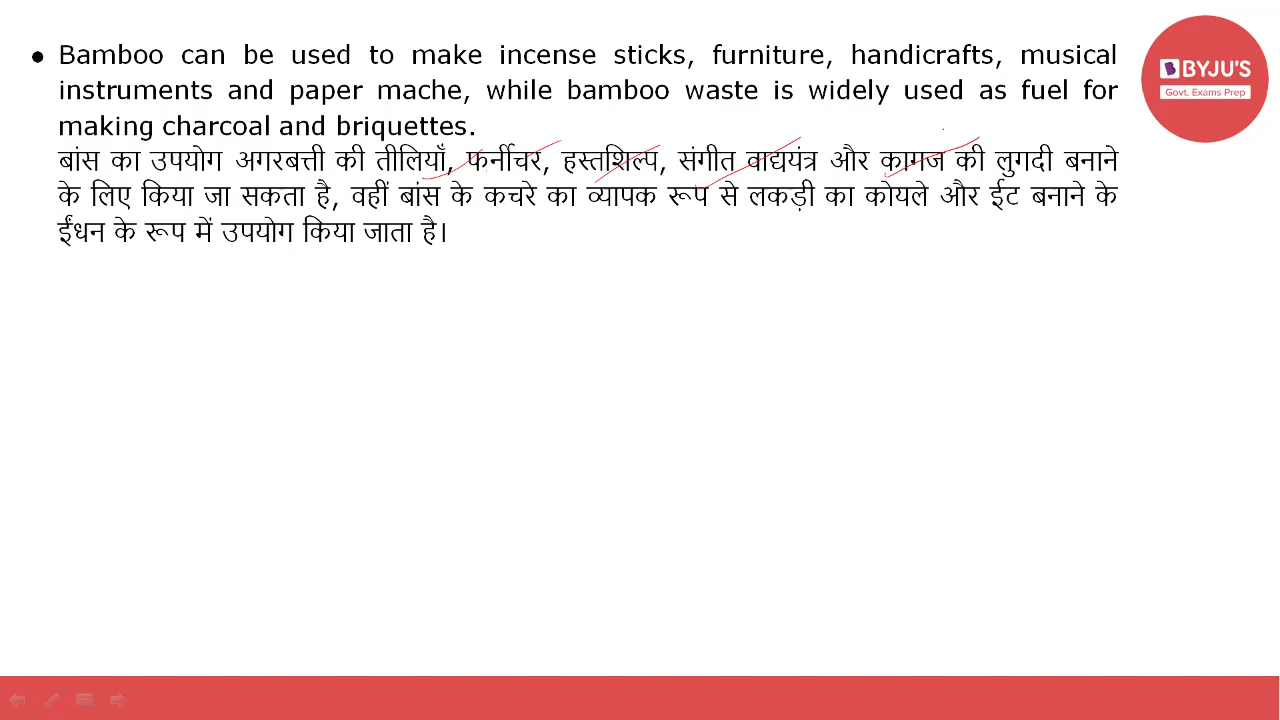 • Bamboo can be used to make incense sticks, furniture, handicrafts, musical
instruments and paper mache, while bamboo waste is widely used as fuel for
making charcoal and briquettes.
बांस का उपयोग अगरबत्ती की तीलियाँ, फर्नीचर, हस्तशिल्प, संगीत वाद्ययंत्र और कागज की लुगदी बनाने
के लिए किया जा सकता है, वहीं बांस के कचरे का व्यापक रूप से लकड़ी का कोयले और ईंट बनाने के
ईंधन के रूप में उपयोग किया जाता है।
BYJU'S
Govt. Exams Prep